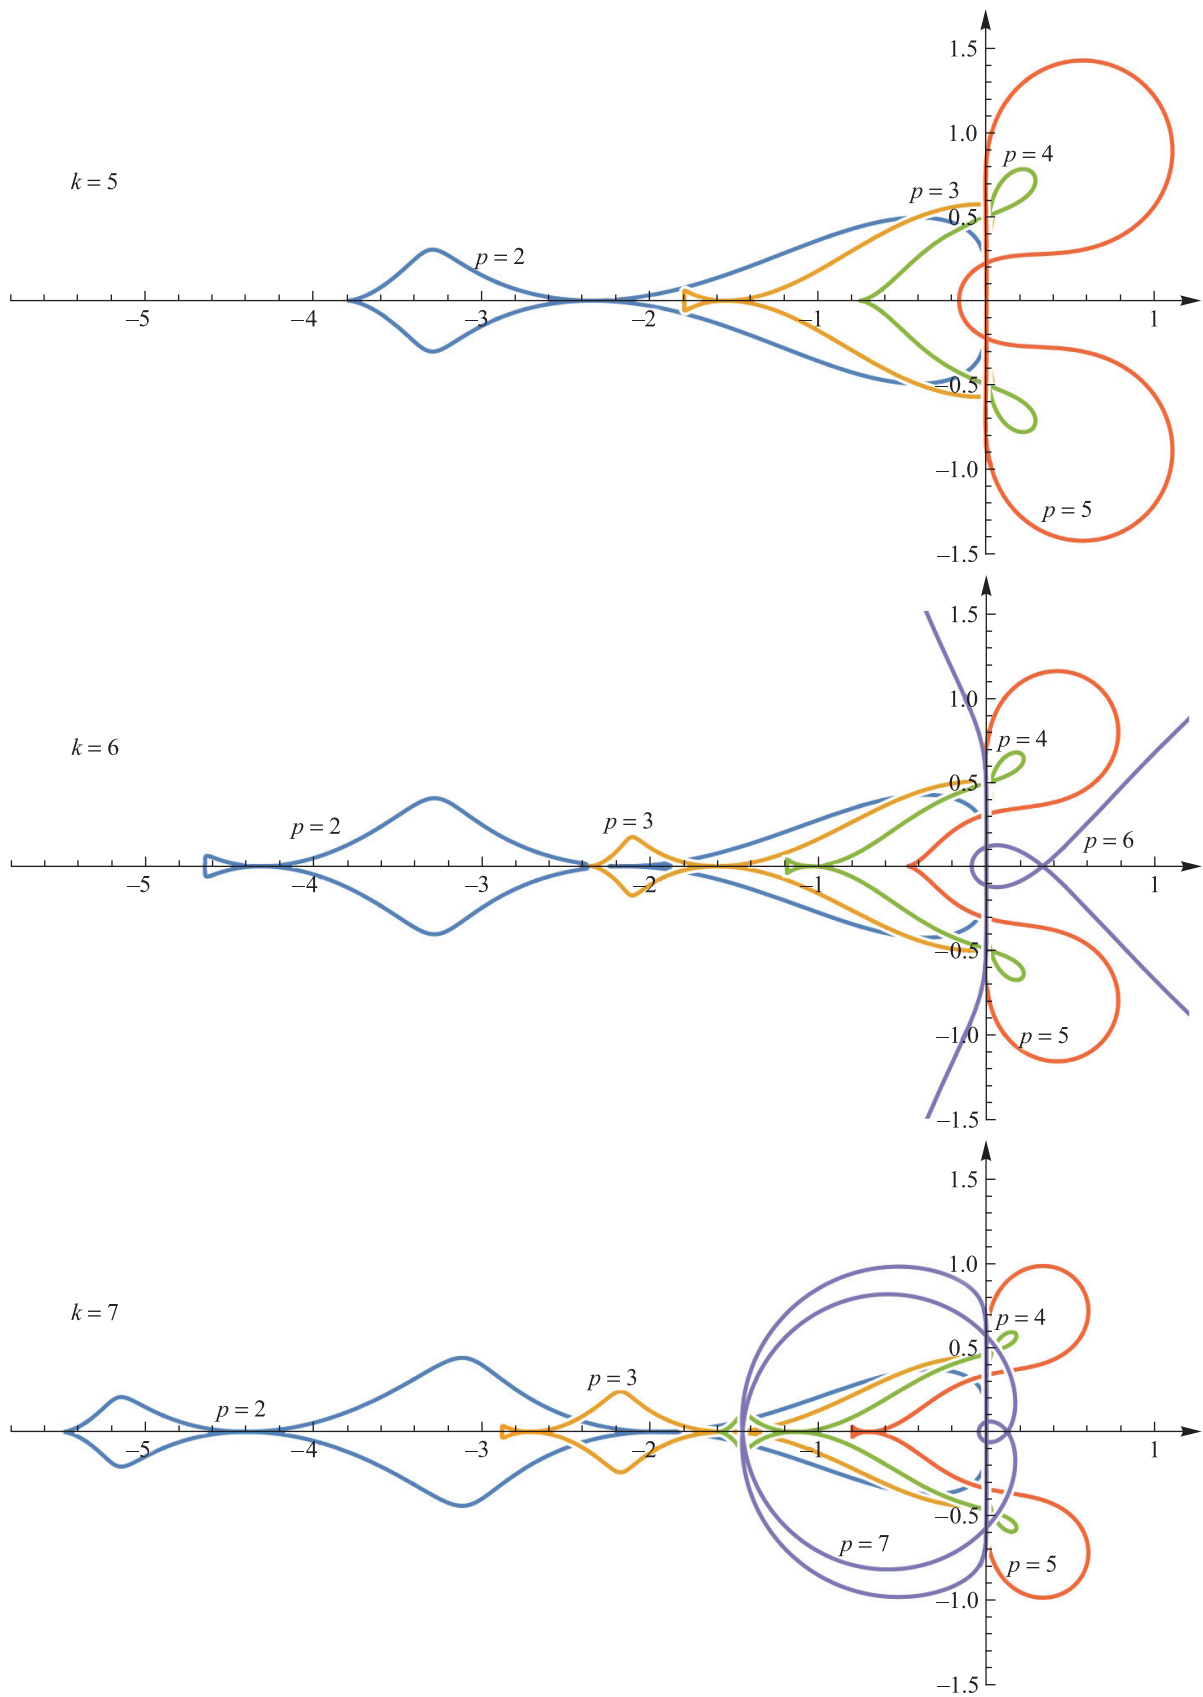 1.5
1.0
p = 4
k = 5
p = 3
0.5
p = 2
–5 –4 –3 –2 –1 1
–0.5
–1.0
p = 5
–1.5
1.5
1.0
p = 4
k = 6
0.5
p = 2 p = 3 p = 6
–5 –4 –3 –2 –1 1
–0.5
–1.0 p = 5
–1.5
1.5
1.0
k = 7
p = 4
0.5
p = 3
p = 2
–5 –4 –3 –2 –1 1
–0.5
p = 7
p = 5
–1.0
–1.5